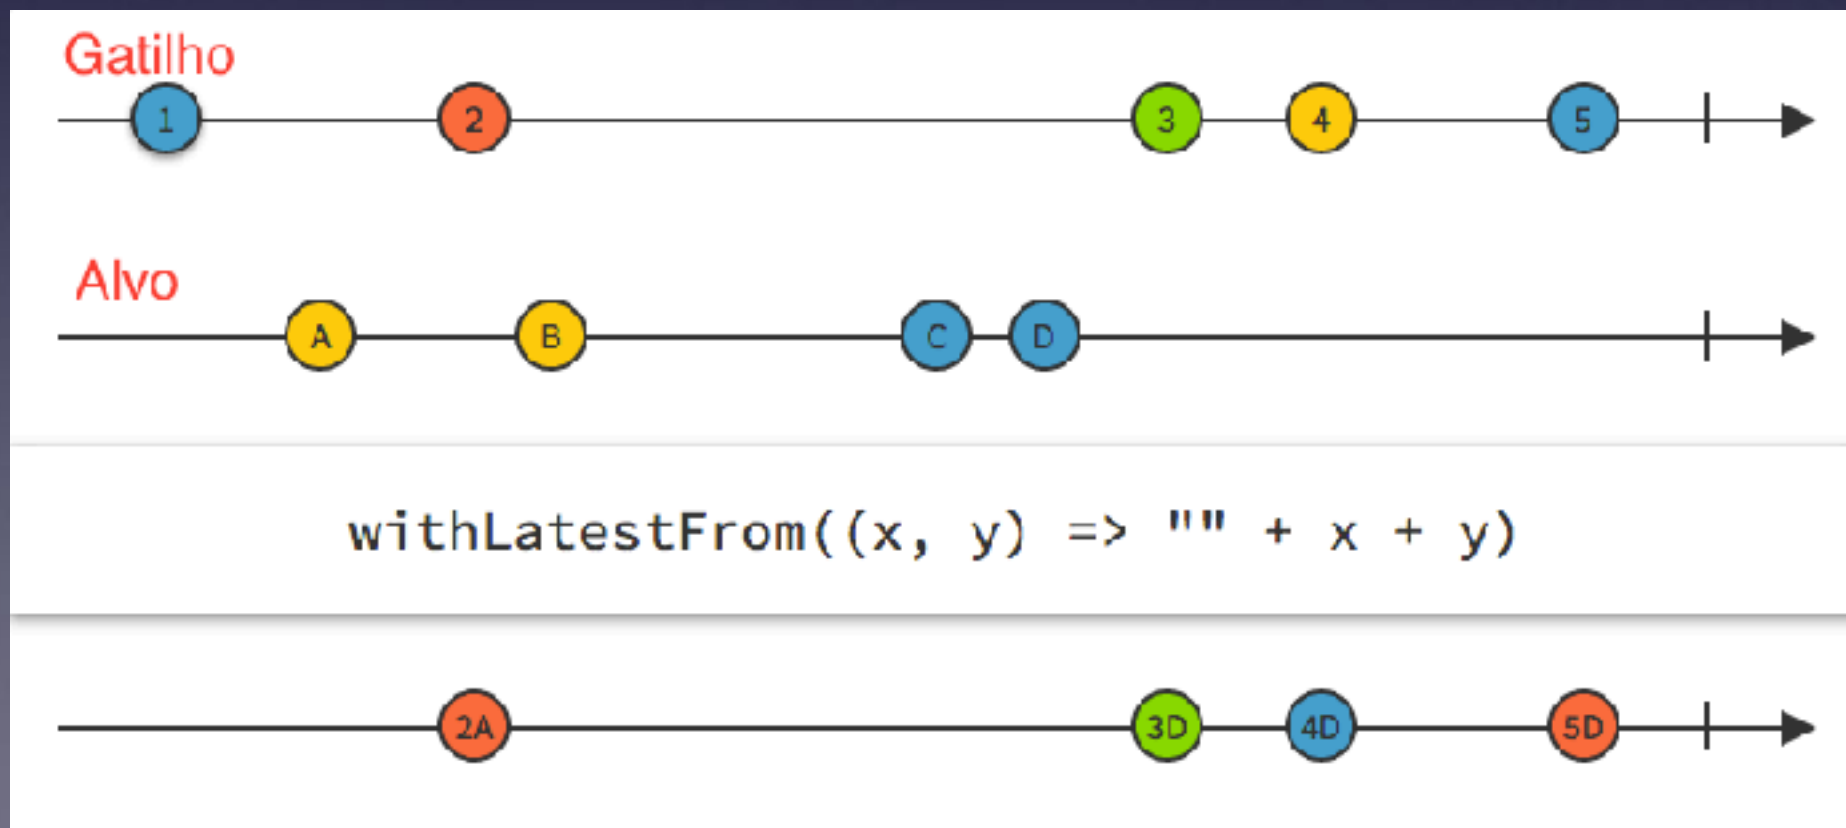 Gatilho
1 2 3 4 5
Alvo
A B C D
withLatestFrom((x, y) => "" + x + y)
2A 3D 4D 5D